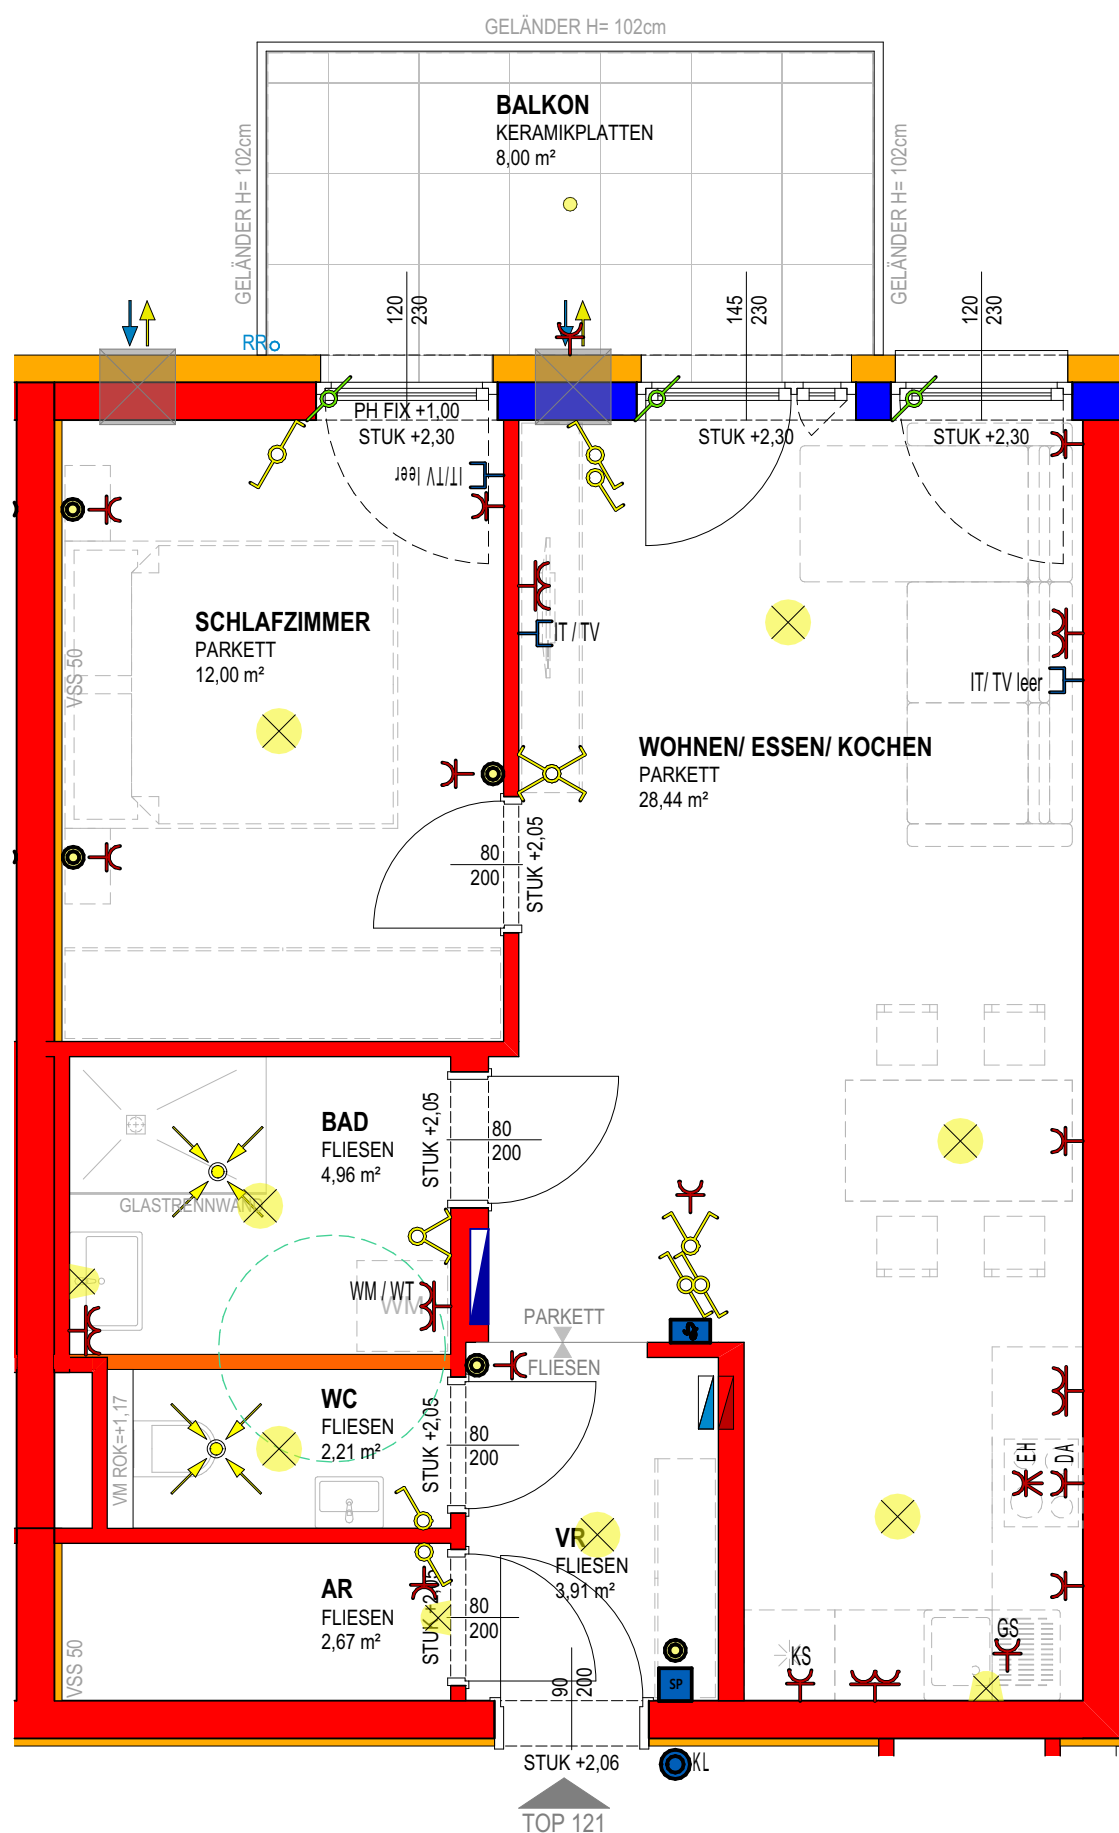 GELÄNDER H= 102cm
BALKON
KERAMIKPLATTEN
8,00 m²
GELÄNDER H= 102cm
GELÄNDER H= 102cm
120
230
145
230
120
230
RR
PH FIX +1,00
STUK +2,30
STUK +2,30
STUK +2,30
IT/TV leer
SCHLAFZIMMER
PARKETT
12,00 m²
VSS 50
IT / TV
IT/ TV leer
WOHNEN/ ESSEN/ KOCHEN
PARKETT
28,44 m²
80
200
STUK +2,05
BAD
FLIESEN
4,96 m²
STUK +2,05
80
200
GLASTRENNWAND
WM / WT
WM
PARKETT
FLIESEN
WC
FLIESEN
2,21 m²
VM ROK=+1,17
STUK +2,05
80
200
EH
DA
VR
FLIESEN
3,91 m²
AR
FLIESEN
2,67 m²
VSS 50
STUK +2,05
80
200
90
200
SP
KS
GS
STUK +2,06
KL
TOP 121